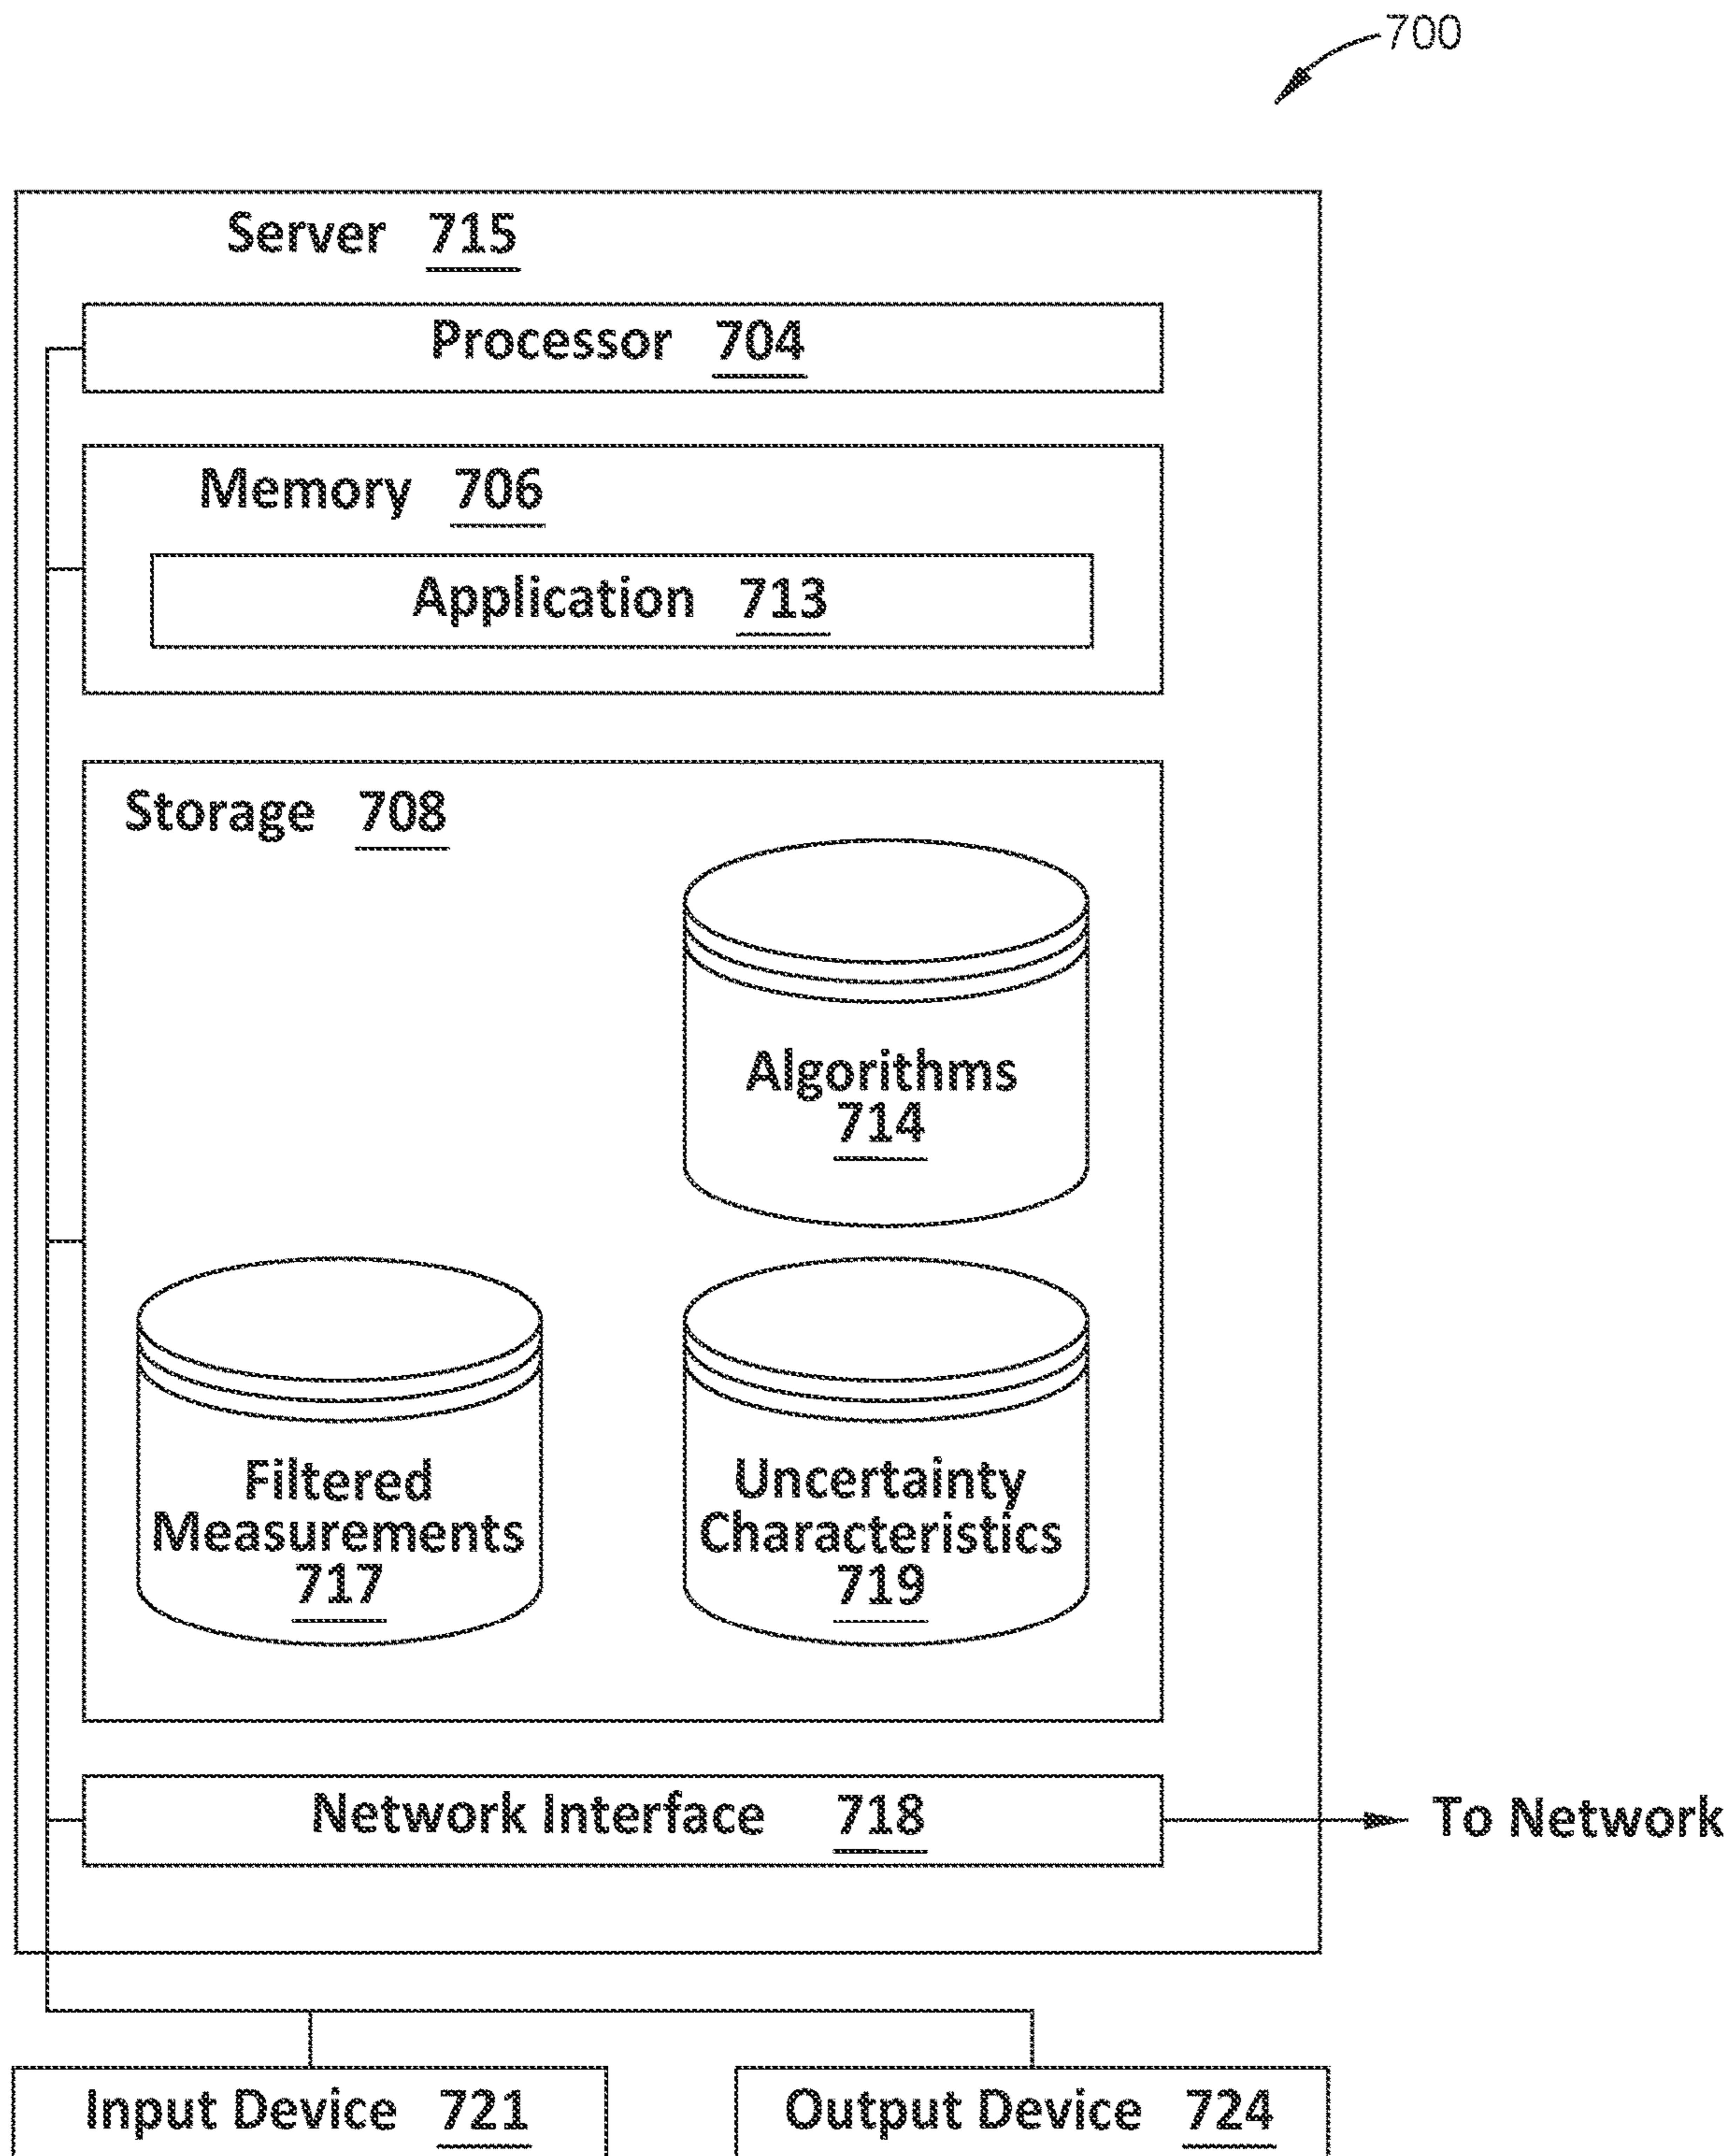 700
Server 715
Processor 704
Memory 706
Application 713
Storage 708
Algorithms
714
Filtered
Measurements
717
Uncertainty
Characteristics
719
Network Interface 718
To Network
Input Device 721
Output Device 724